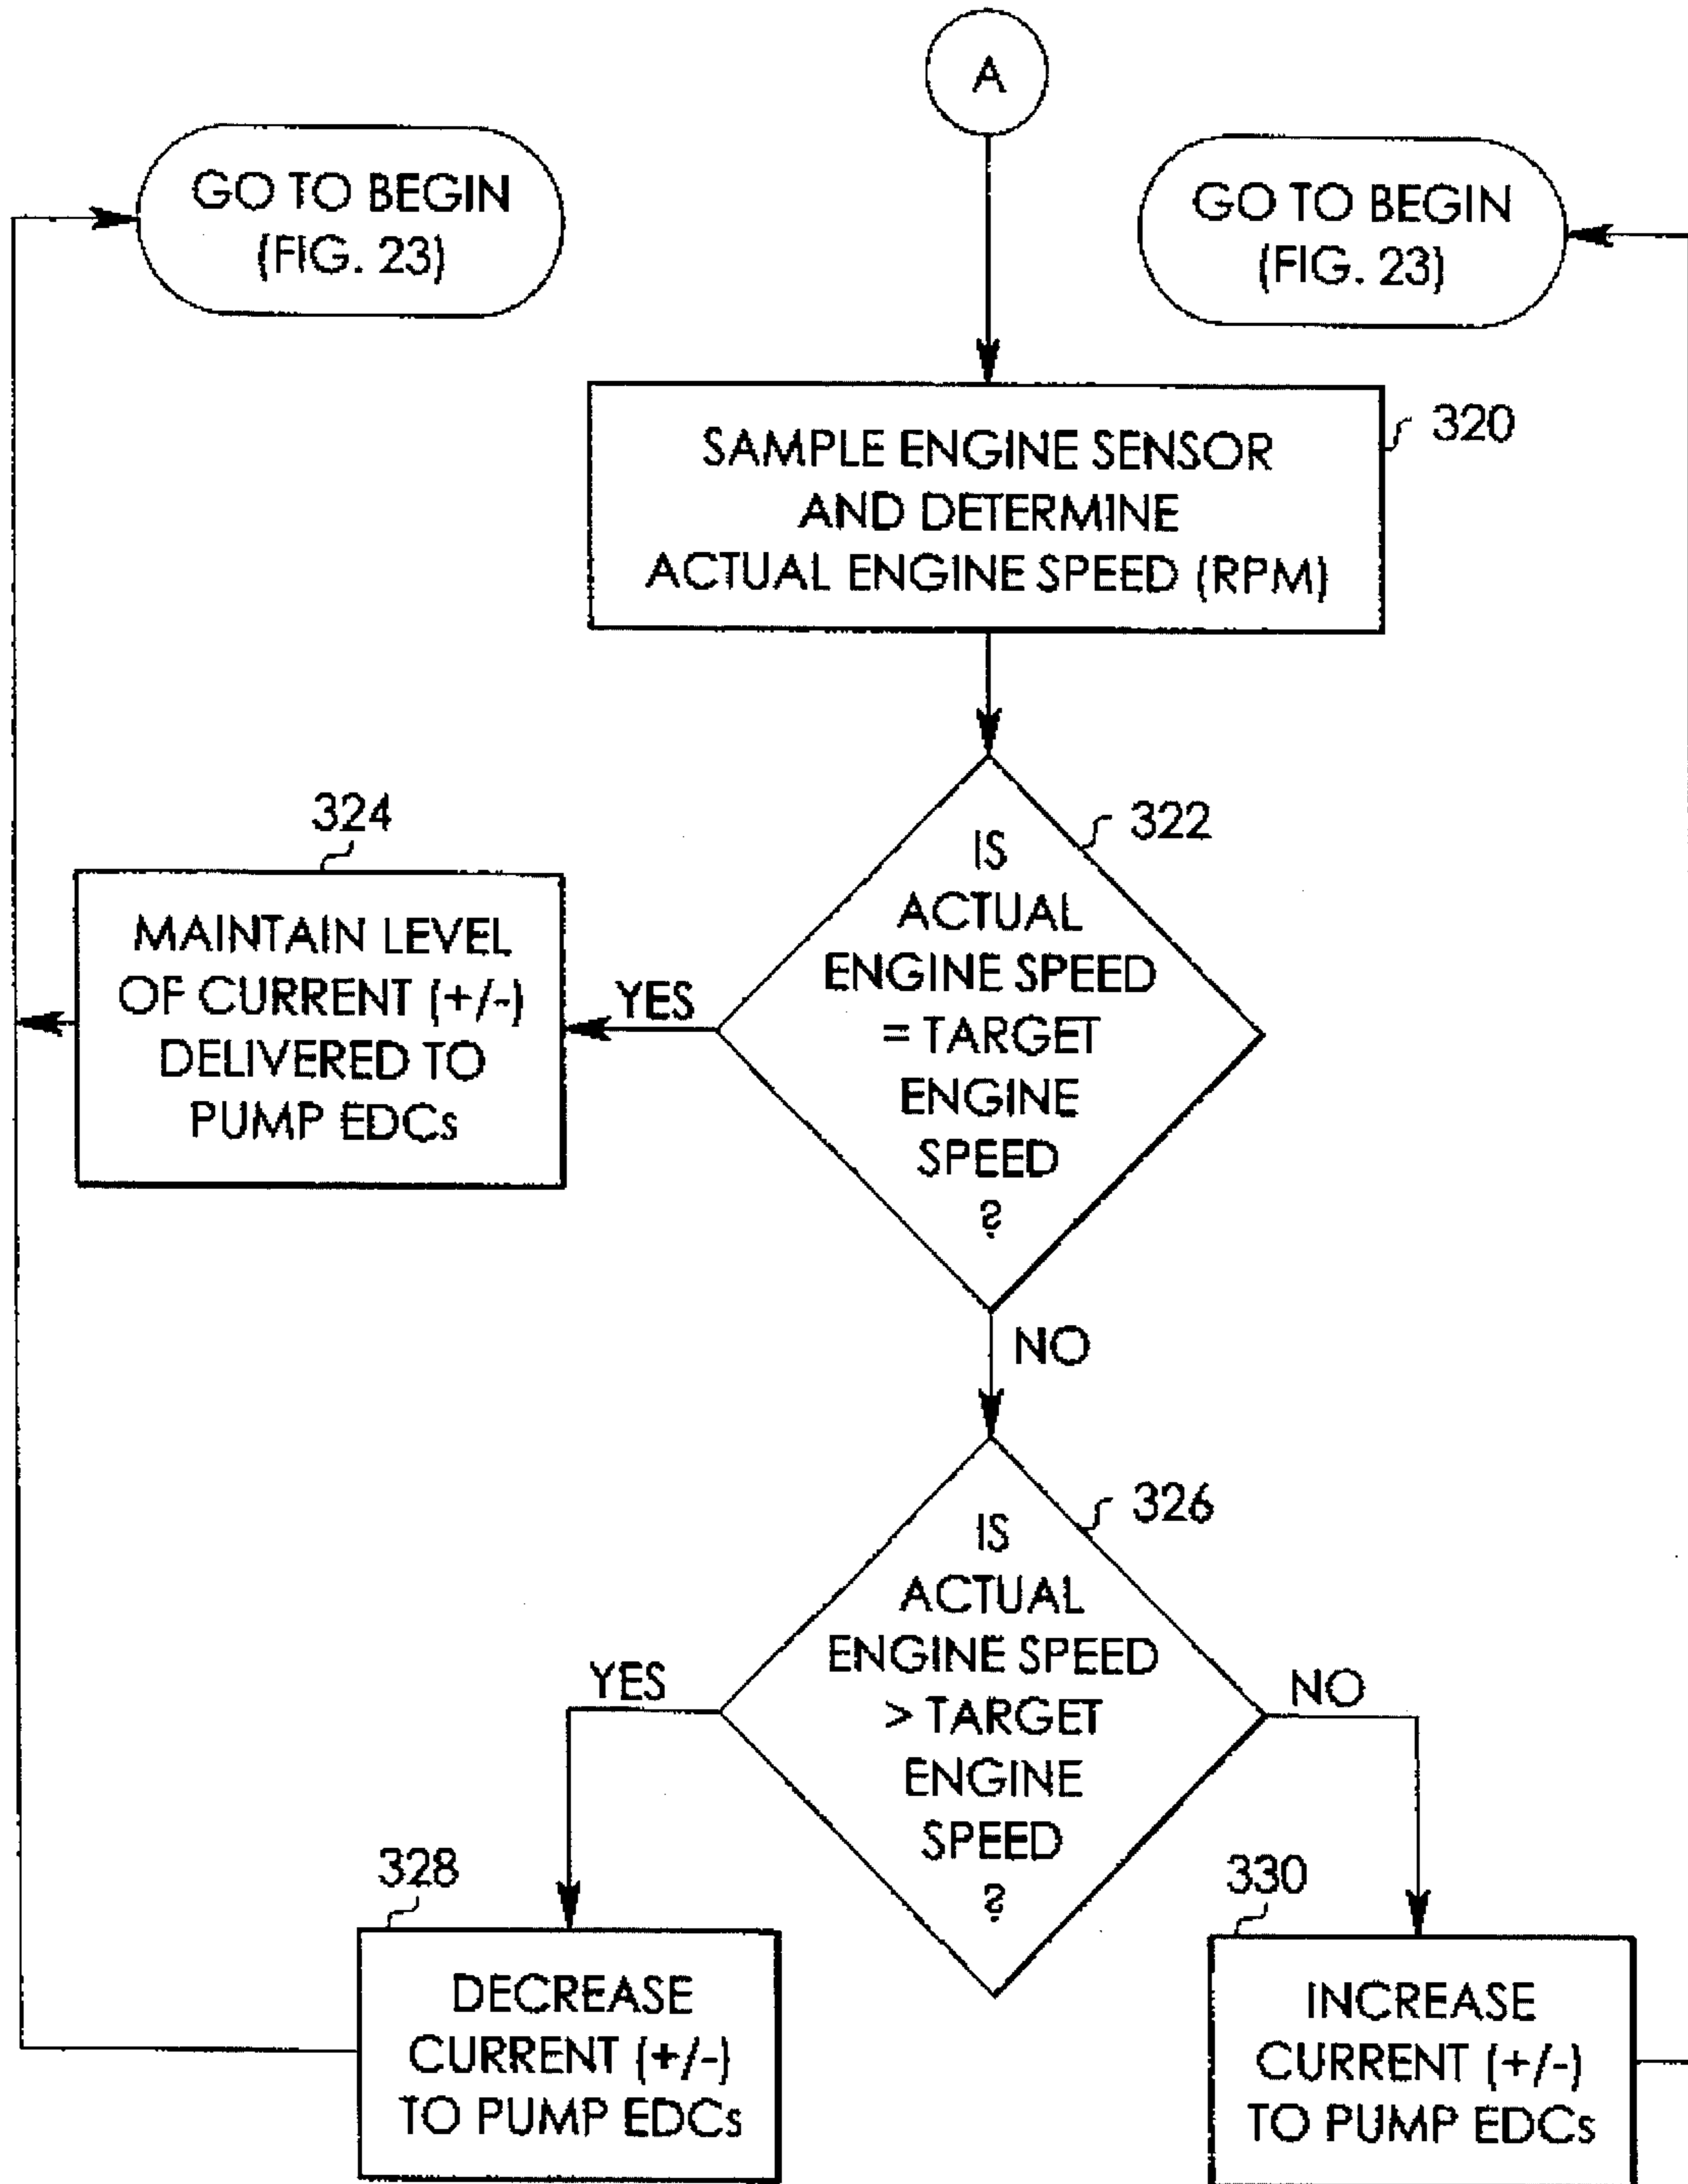 A
GO TO BEGIN
(FIG. 23)
GO TO BEGIN
(FIG. 23)
SAMPLE ENGINE SENSOR
AND DETERMINE
ACTUAL ENGINE SPEED (RPM)
320
322
IS
ACTUAL
ENGINE SPEED
= TARGET
ENGINE
SPEED
?
YES
324
MAINTAIN LEVEL
OF CURRENT (+/-)
DELIVERED TO
PUMP EDCs
NO
326
IS
ACTUAL
ENGINE SPEED
> TARGET
ENGINE
SPEED
?
YES
NO
328
DECREASE
CURRENT (+/-)
TO PUMP EDCs
330
INCREASE
CURRENT (+/-)
TO PUMP EDCs